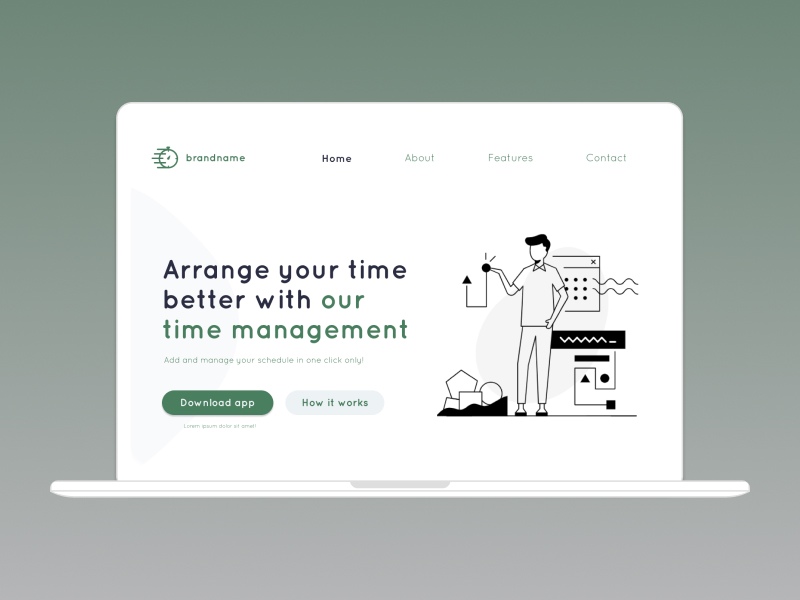 brandname
Home
About
Features
Contact
Arrange your time
better with our
time management
Add and manage your schedule in one click only!
Download app
How it works
Lorem ipsum dolor sit amet!